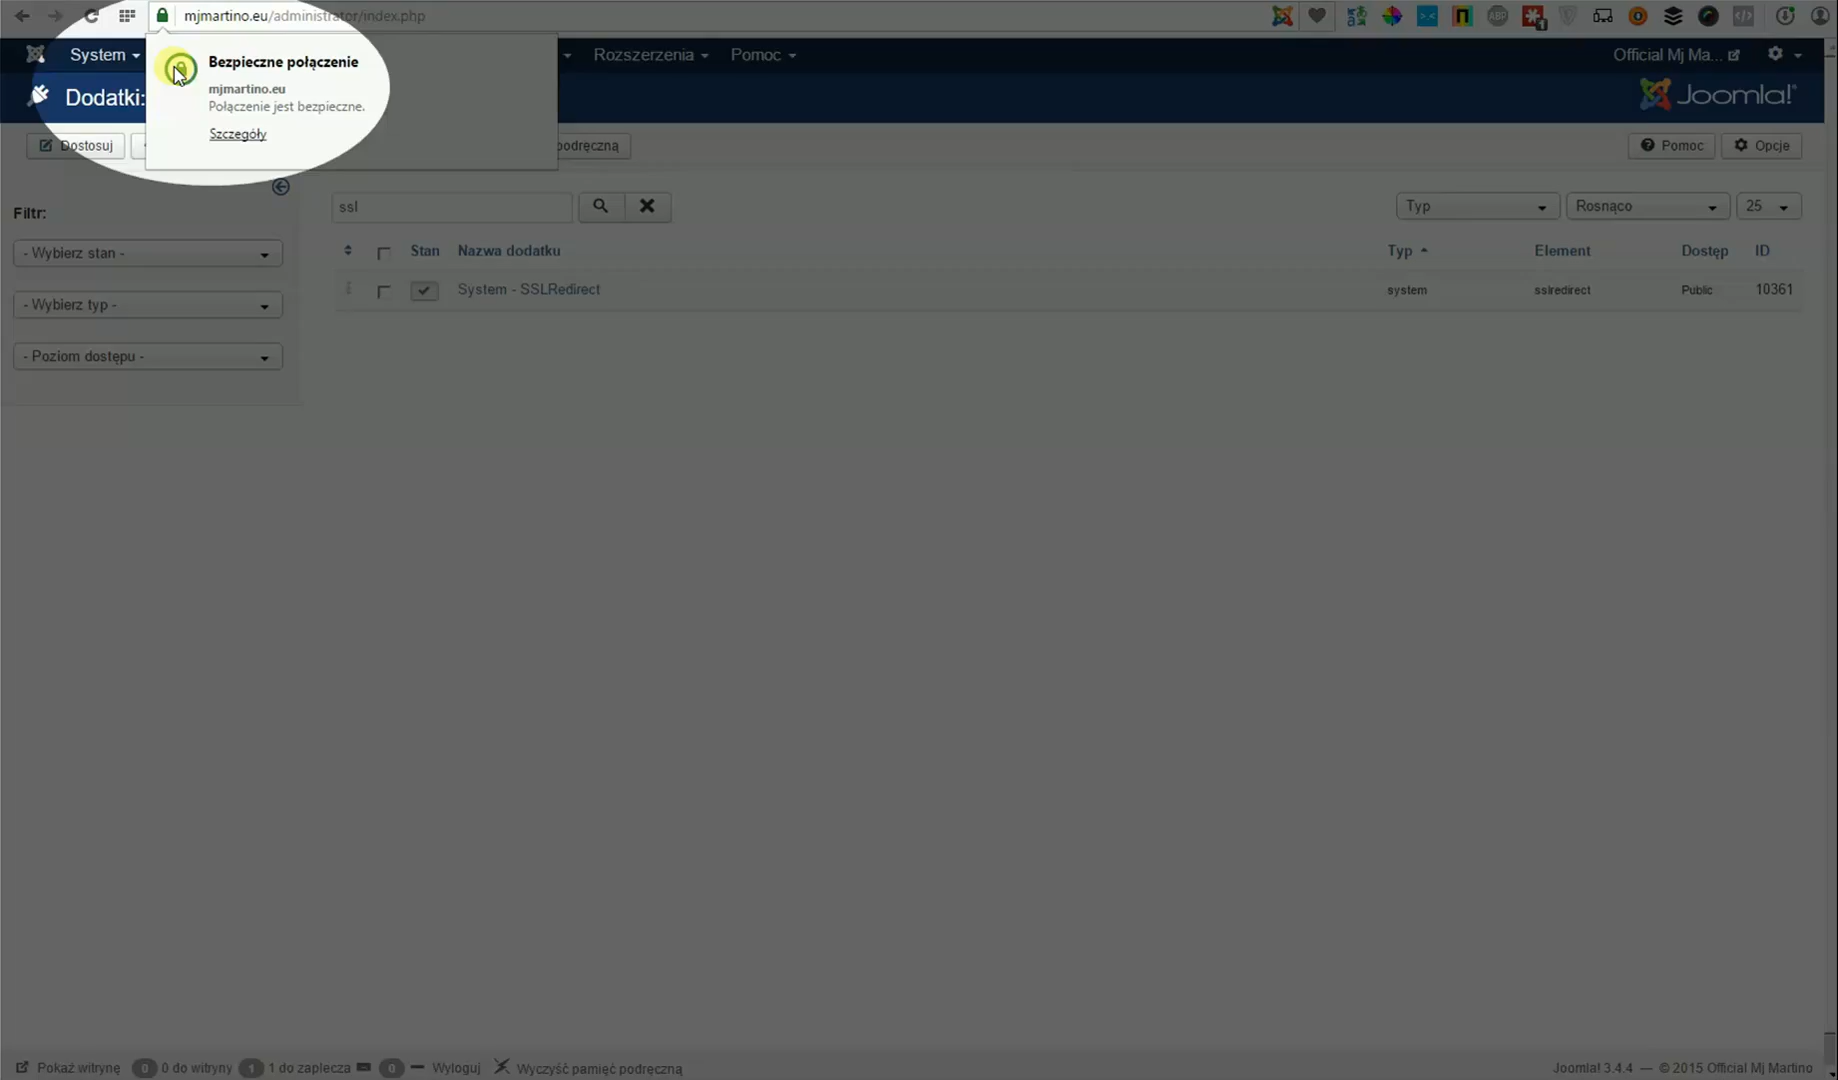 mjmartino.eu/administrator/index.php
System
Rozszerzenia
Pomoc
Official Mj Ma...
Bezpieczne połączenie
mjmartino.eu
Połączenie jest bezpieczne.
Szczegóły
Dodatki:
Joomla!
Dostosuj
podręczną
Pomoc
Opcje
Filtr:
ssl
Typ
Rosnąco
25
- Wybierz stan -
- Wybierz typ -
- Poziom dostępu -
Stan Nazwa dodatku Typ Element Dostęp ID
System - SSLRedirect system sslredirect Public 10361
Pokaż witrynę 0 0 do witryny 1 1 do zaplecza 0 Wyloguj Wyczyść pamięć podręczną
Joomla! 3.4.4 — © 2015 Official Mj Martino